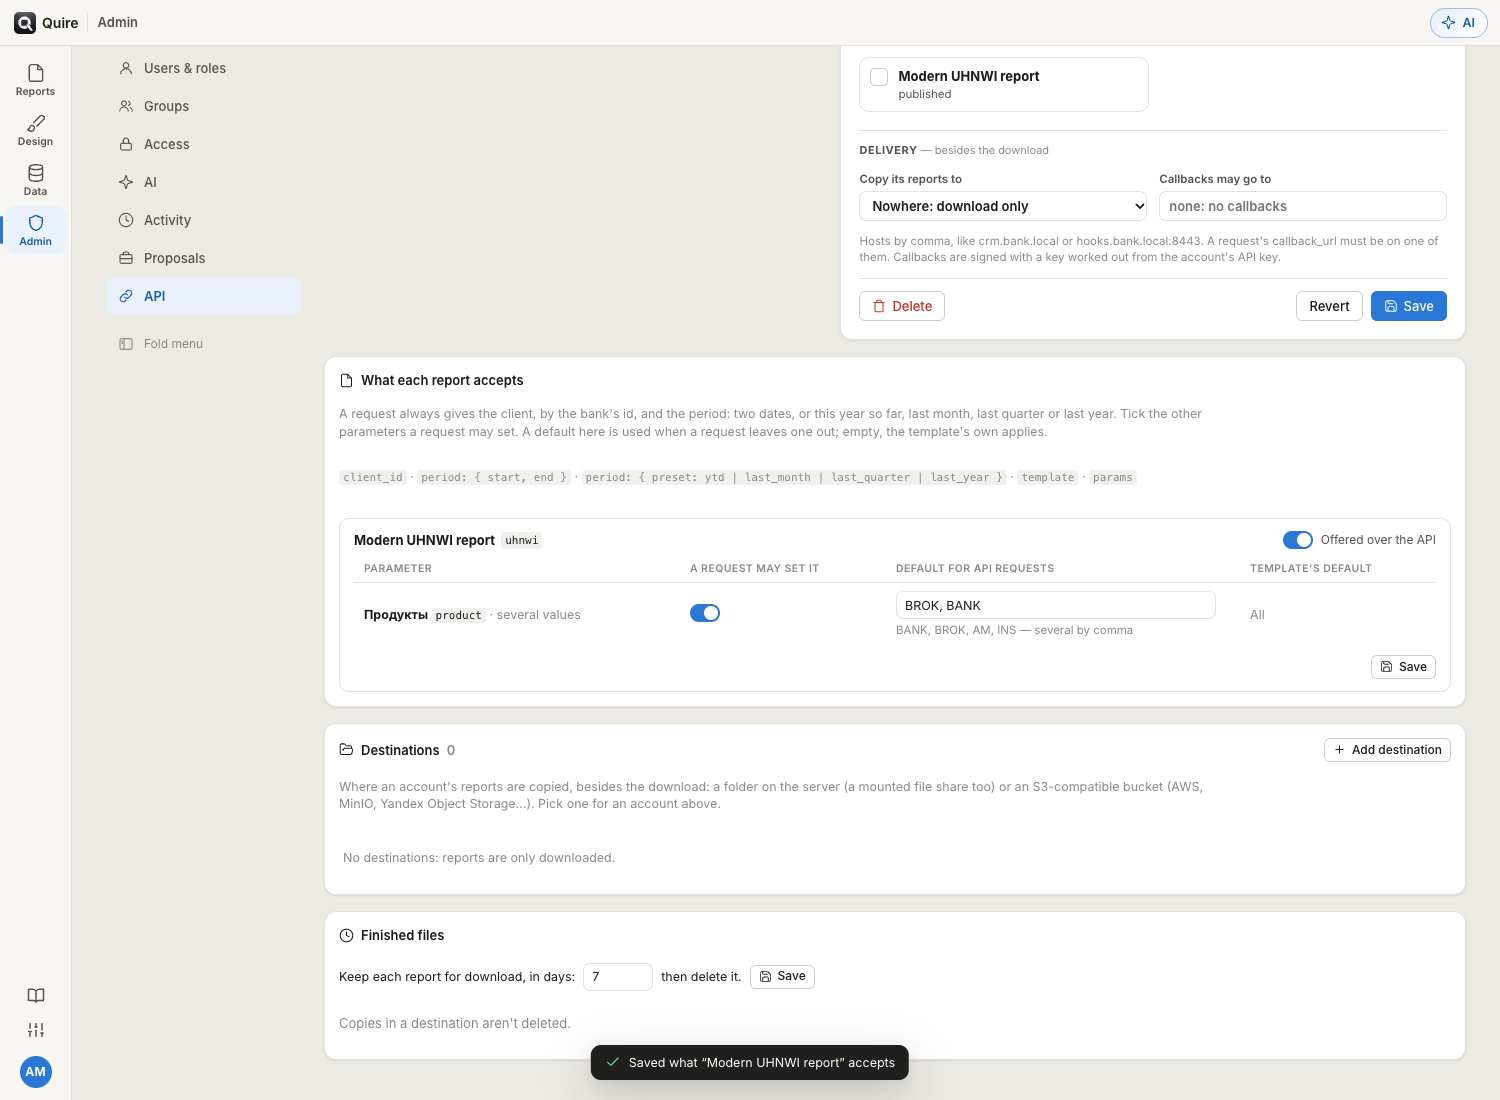 Quire
Admin
AI
Reports
Design
Data
Admin
AM
Users & roles
Groups
Access
AI
Activity
Proposals
API
Fold menu
Modern UHNWI report
published
DELIVERY — besides the download
Copy its reports to
Callbacks may go to
Nowhere: download only
none: no callbacks
Hosts by comma, like crm.bank.local or hooks.bank.local:8443. A request's callback_url must be on one of
them. Callbacks are signed with a key worked out from the account's API key.
Delete
Revert
Save
What each report accepts
A request always gives the client, by the bank's id, and the period: two dates, or this year so far, last month, last quarter or last year. Tick the other
parameters a request may set. A default here is used when a request leaves one out; empty, the template's own applies.
client_id · period: { start, end } · period: { preset: ytd | last_month | last_quarter | last_year } · template · params
Modern UHNWI report uhnwi
Offered over the API
PARAMETER
A REQUEST MAY SET IT
DEFAULT FOR API REQUESTS
TEMPLATE'S DEFAULT
Продукты product · several values
BROK, BANK
BANK, BROK, AM, INS — several by comma
All
Save
Destinations 0
Add destination
Where an account's reports are copied, besides the download: a folder on the server (a mounted file share too) or an S3-compatible bucket (AWS,
MinIO, Yandex Object Storage...). Pick one for an account above.
No destinations: reports are only downloaded.
Finished files
Keep each report for download, in days: 7 then delete it. Save
Copies in a destination aren't deleted.
Saved what “Modern UHNWI report” accepts